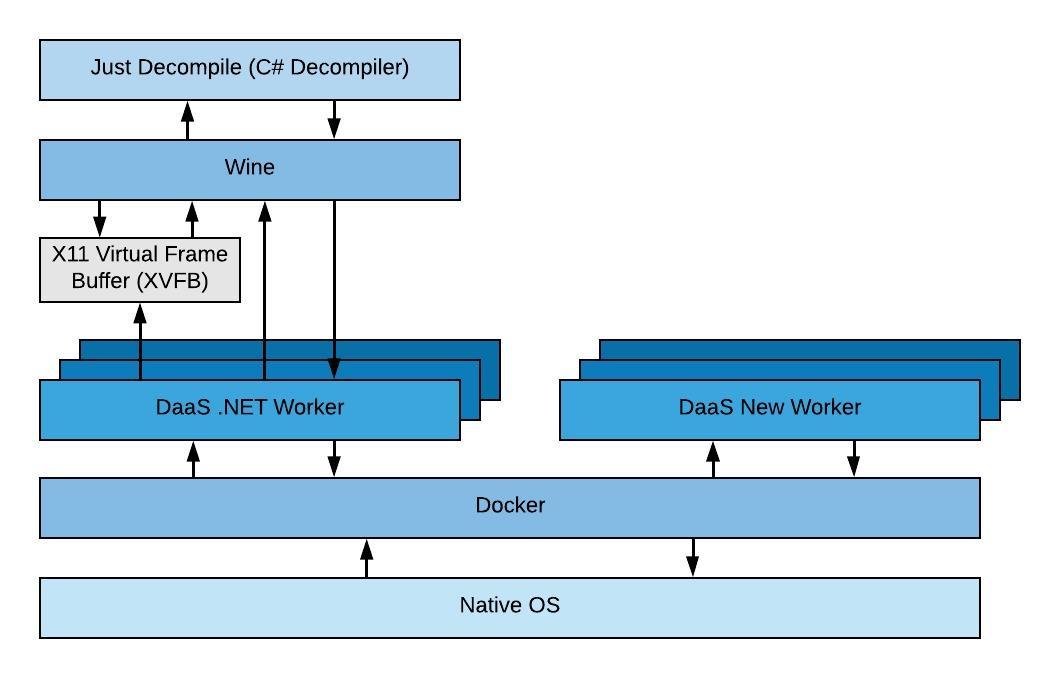 Just Decompile (C# Decompiler)
Wine
X11 Virtual Frame
Buffer (XVFB)
DaaS .NET Worker
DaaS New Worker
Docker
Native OS